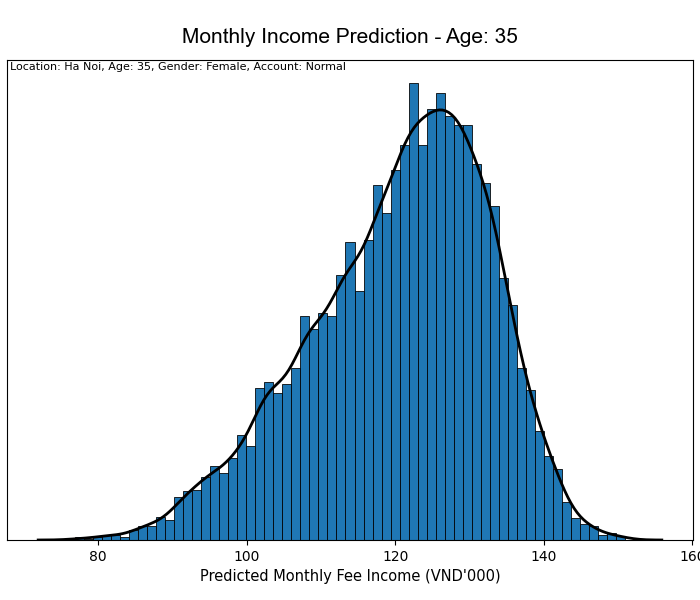 Monthly Income Prediction - Age: 35
Location: Ha Noi, Age: 35, Gender: Female, Account: Normal
80 100 120 140 160
Predicted Monthly Fee Income (VND'000)